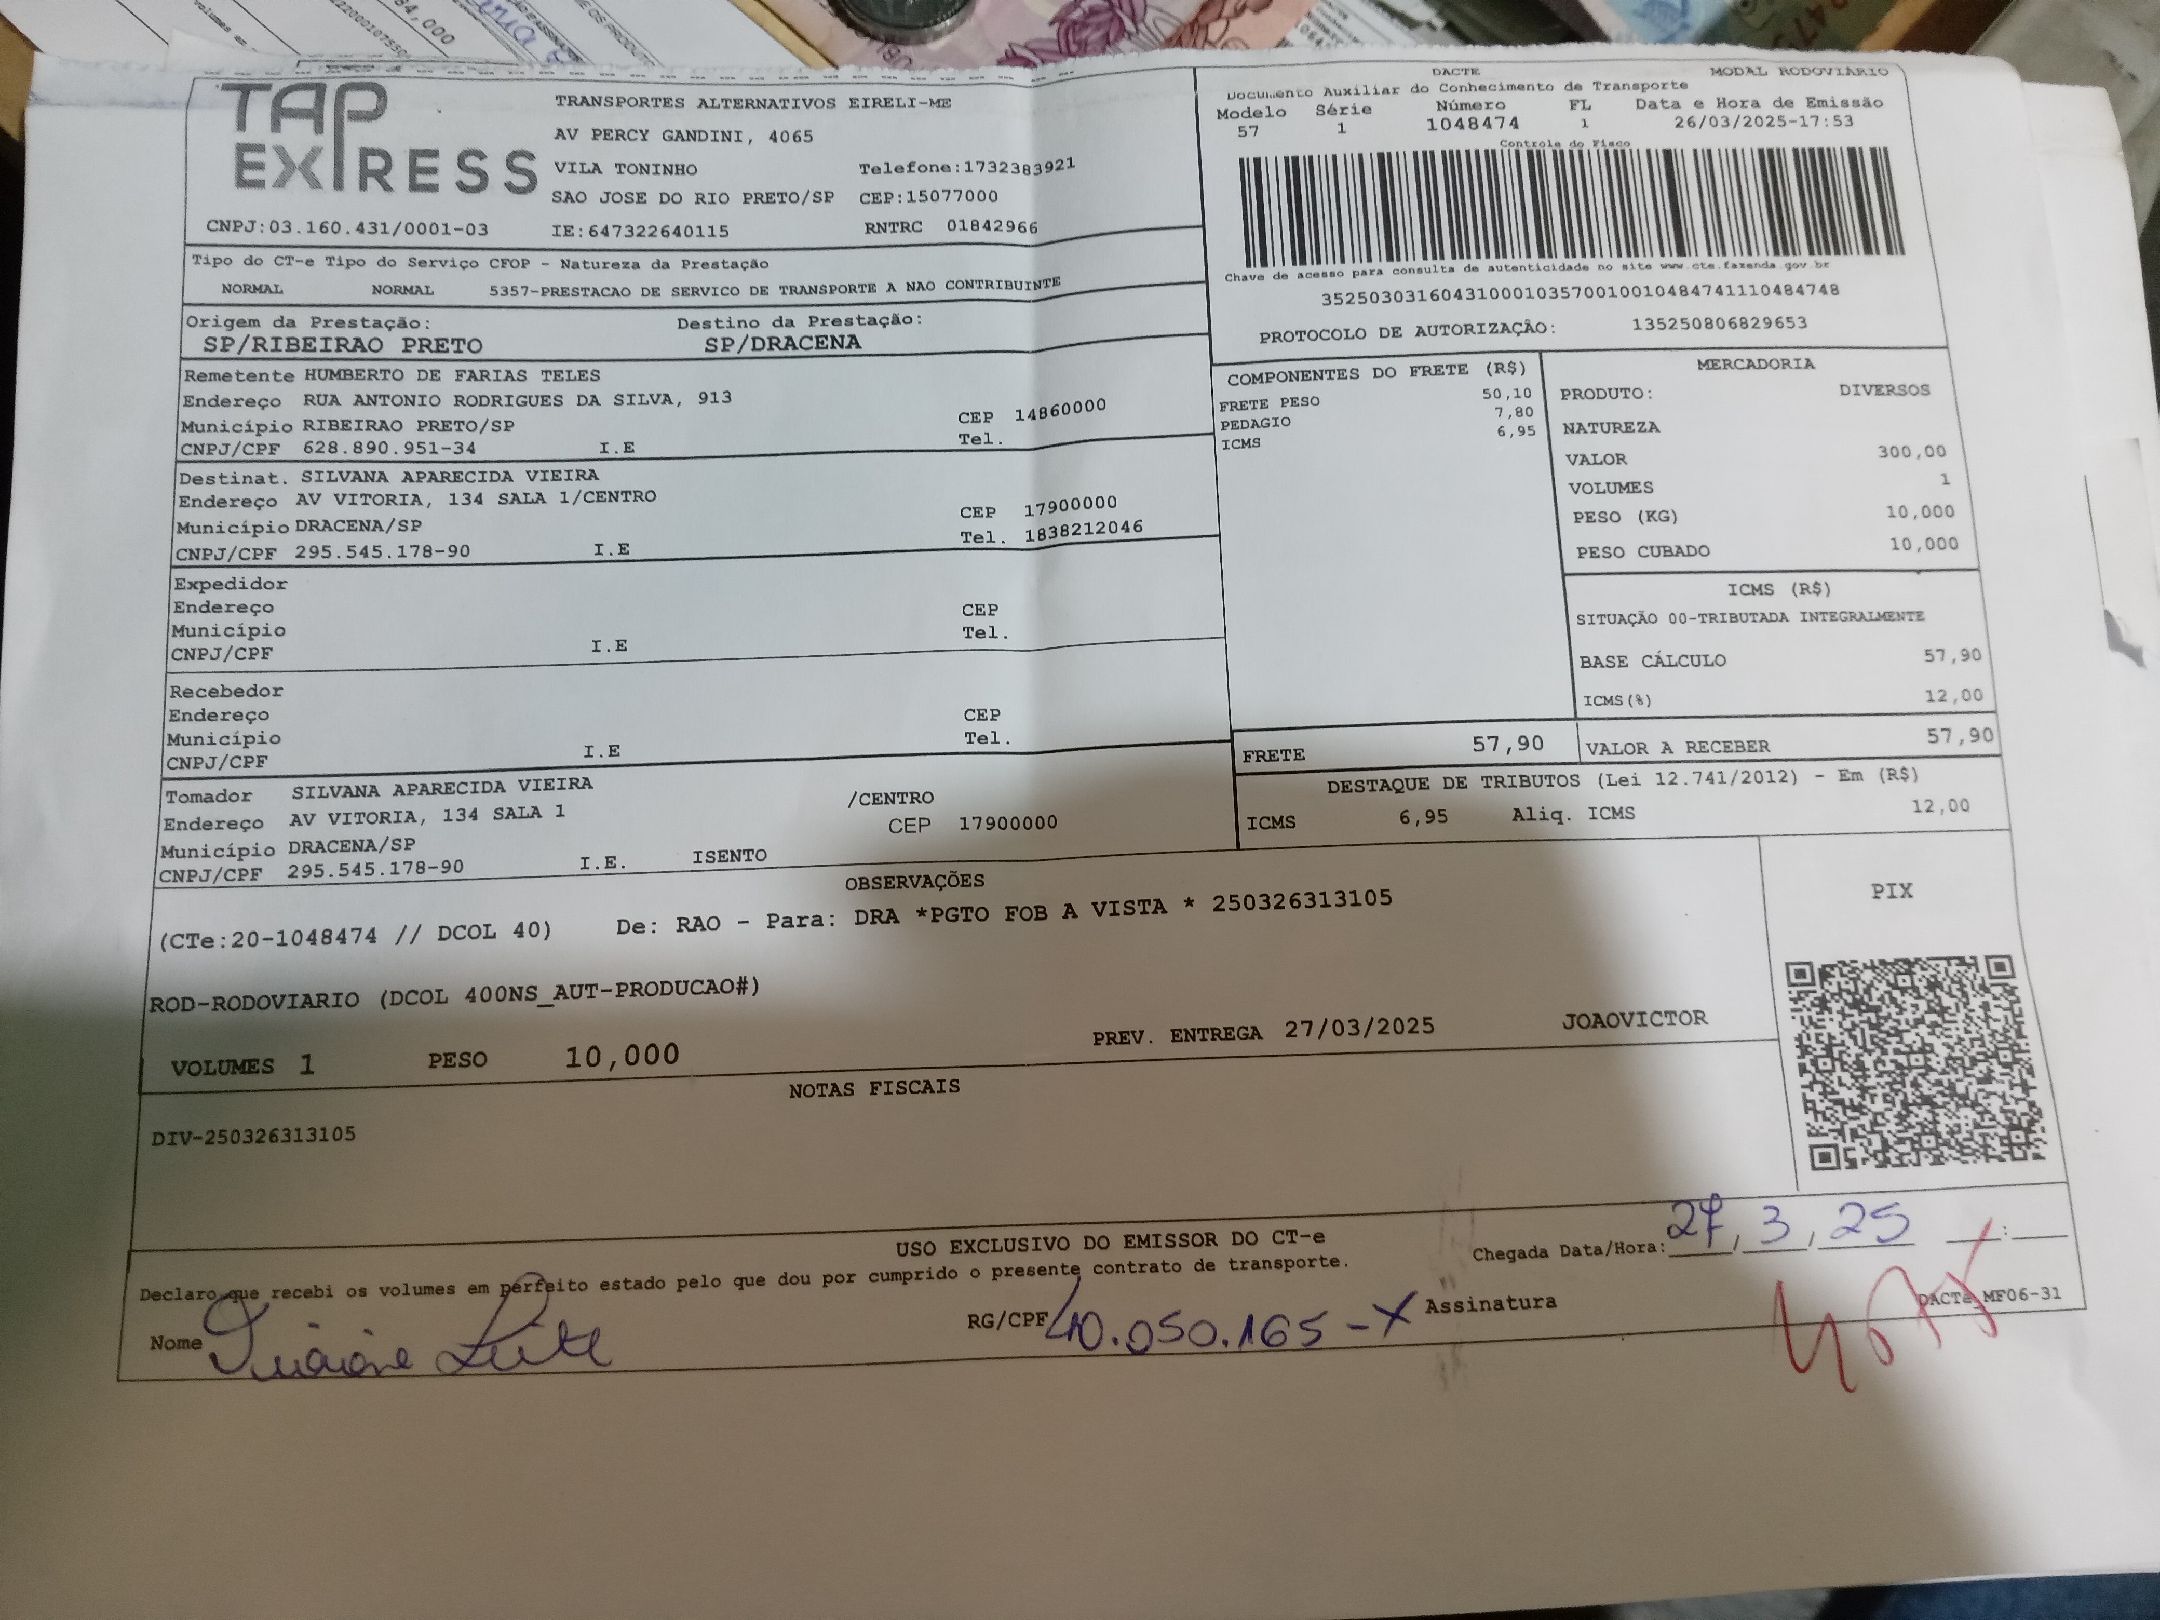 TAP EXPRESS
TRANSPORTES ALTERNATIVOS EIRELI-ME
AV PERCY GANDINI, 4065
VILA TONINHO Telefone:1732383921
SAO JOSE DO RIO PRETO/SP CEP:15077000
CNPJ:03.160.431/0001-03 IE:647322640115 RNTRC 01842966
Tipo do CT-e Tipo do Serviço CFOP - Natureza da Prestação
NORMAL NORMAL 5357-PRESTACAO DE SERVICO DE TRANSPORTE A NAO CONTRIBUINTE
Origem da Prestação: Destino da Prestação:
SP/RIBEIRAO PRETO SP/DRACENA
Remetente HUMBERTO DE FARIAS TELES
Endereço RUA ANTONIO RODRIGUES DA SILVA, 913
Município RIBEIRAO PRETO/SP CEP 14860000
CNPJ/CPF 628.890.951-34 I.E Tel.
Destinat. SILVANA APARECIDA VIEIRA
Endereço AV VITORIA, 134 SALA 1/CENTRO
Município DRACENA/SP CEP 17900000
CNPJ/CPF 295.545.178-90 I.E Tel. 1838212046
Expedidor
Endereço CEP
Município Tel.
CNPJ/CPF I.E
Recebedor
Endereço CEP
Município Tel.
CNPJ/CPF I.E
Tomador SILVANA APARECIDA VIEIRA
Endereço AV VITORIA, 134 SALA 1 /CENTRO
Município DRACENA/SP CEP 17900000
CNPJ/CPF 295.545.178-90 I.E. ISENTO
DACTE MODAL RODOVIÁRIO
Documento Auxiliar do Conhecimento de Transporte
Modelo Série Número FL Data e Hora de Emissão
57 1 1048474 1 26/03/2025-17:53
Controle do Fisco
Chave de acesso para consulta de autenticidade no site www.cte.fazenda.gov.br
35250303160431000103570010010484741110484748
PROTOCOLO DE AUTORIZAÇÃO: 135250806829653
COMPONENTES DO FRETE (R$)
FRETE PESO 50,10
PEDAGIO 7,80
ICMS 6,95
MERCADORIA
PRODUTO: DIVERSOS
NATUREZA
VALOR 300,00
VOLUMES 1
PESO (KG) 10,000
PESO CUBADO 10,000
ICMS (R$)
SITUAÇÃO 00-TRIBUTADA INTEGRALMENTE
BASE CÁLCULO 57,90
ICMS(%) 12,00
FRETE 57,90 VALOR A RECEBER 57,90
DESTAQUE DE TRIBUTOS (Lei 12.741/2012) - Em (R$)
ICMS 6,95 Aliq. ICMS 12,00
OBSERVAÇÕES
(CTe:20-1048474 // DCOL 40) De: RAO - Para: DRA *PGTO FOB A VISTA * 250326313105
ROD-RODOVIARIO (DCOL 400NS_AUT-PRODUCAO#)
VOLUMES 1 PESO 10,000 PREV. ENTREGA 27/03/2025 JOAOVICTOR
PIX
NOTAS FISCAIS
DIV-250326313105
USO EXCLUSIVO DO EMISSOR DO CT-e
Chegada Data/Hora: 27, 3, 25 :
Declaro que recebi os volumes em perfeito estado pelo que dou por cumprido o presente contrato de transporte.
Nome RG/CPF 40.050.165-X Assinatura
DACTe_MF06-31